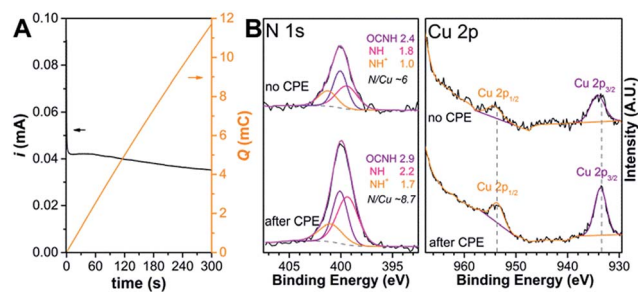 A
0.10
0.08
0.06
0.04
0.02
0.00
i (mA)
0 60 120 180 240 300
time (s)
12
10
8
6
4
2
0
Q (mC)
B
N 1s
OCNH 2.4
NH 1.8
NH⁺ 1.0
N/Cu ~6
no CPE
OCNH 2.9
NH 2.2
NH⁺ 1.7
N/Cu ~8.7
after CPE
405 400 395
Binding Energy (eV)
Cu 2p
Cu 2p3/2
Cu 2p1/2
no CPE
Cu 2p3/2
Cu 2p1/2
after CPE
960 950 940 930
Binding Energy (eV)
Intensity (A.U.)